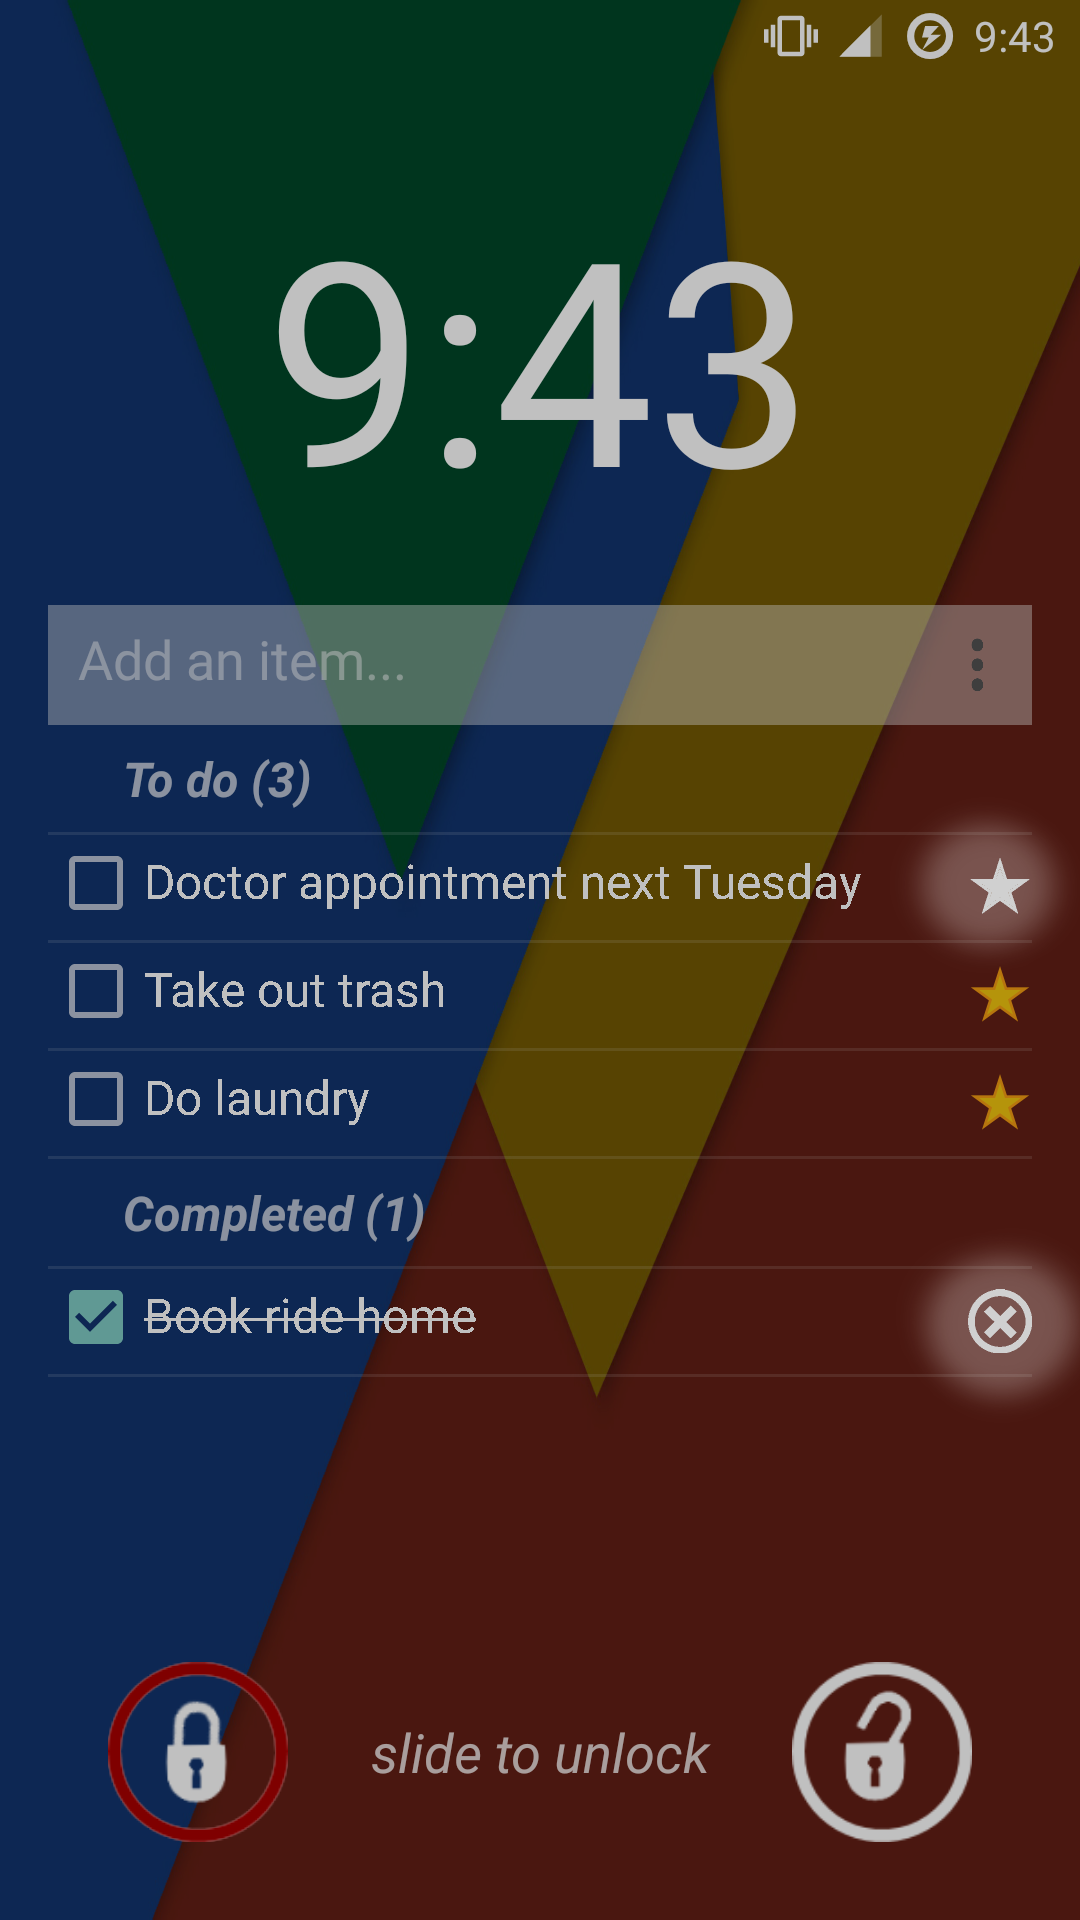 9:43
9:43
Add an item...
To do (3)
Doctor appointment next Tuesday
Take out trash
Do laundry
Completed (1)
Book ride home
slide to unlock